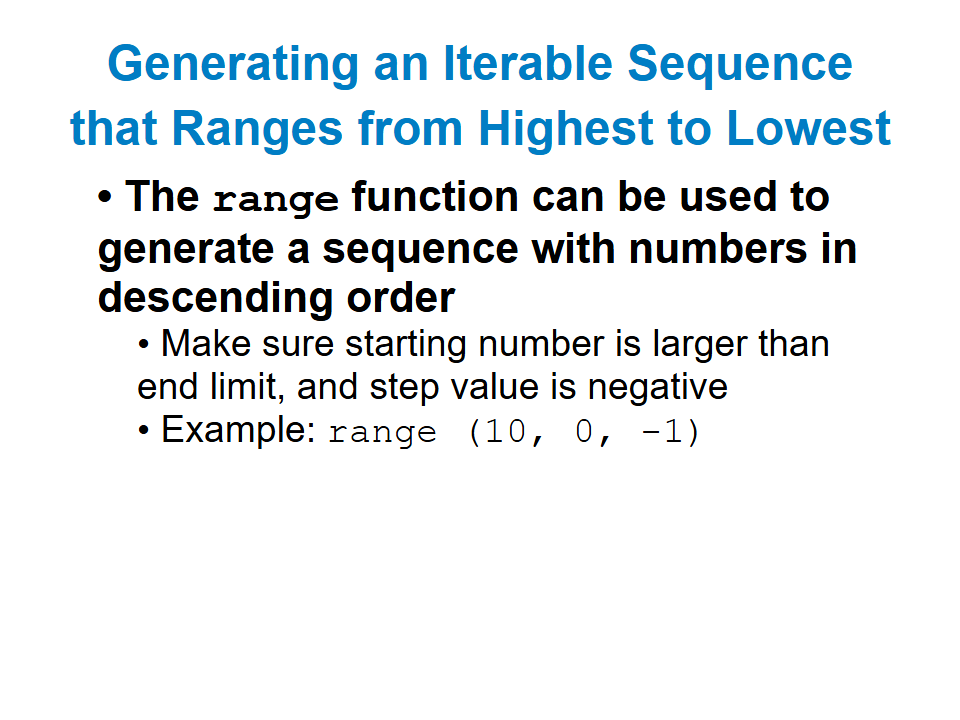 Generating an Iterable Sequence
that Ranges from Highest to Lowest
• The range function can be used to
generate a sequence with numbers in
descending order
• Make sure starting number is larger than
end limit, and step value is negative
• Example: range (10, 0, -1)